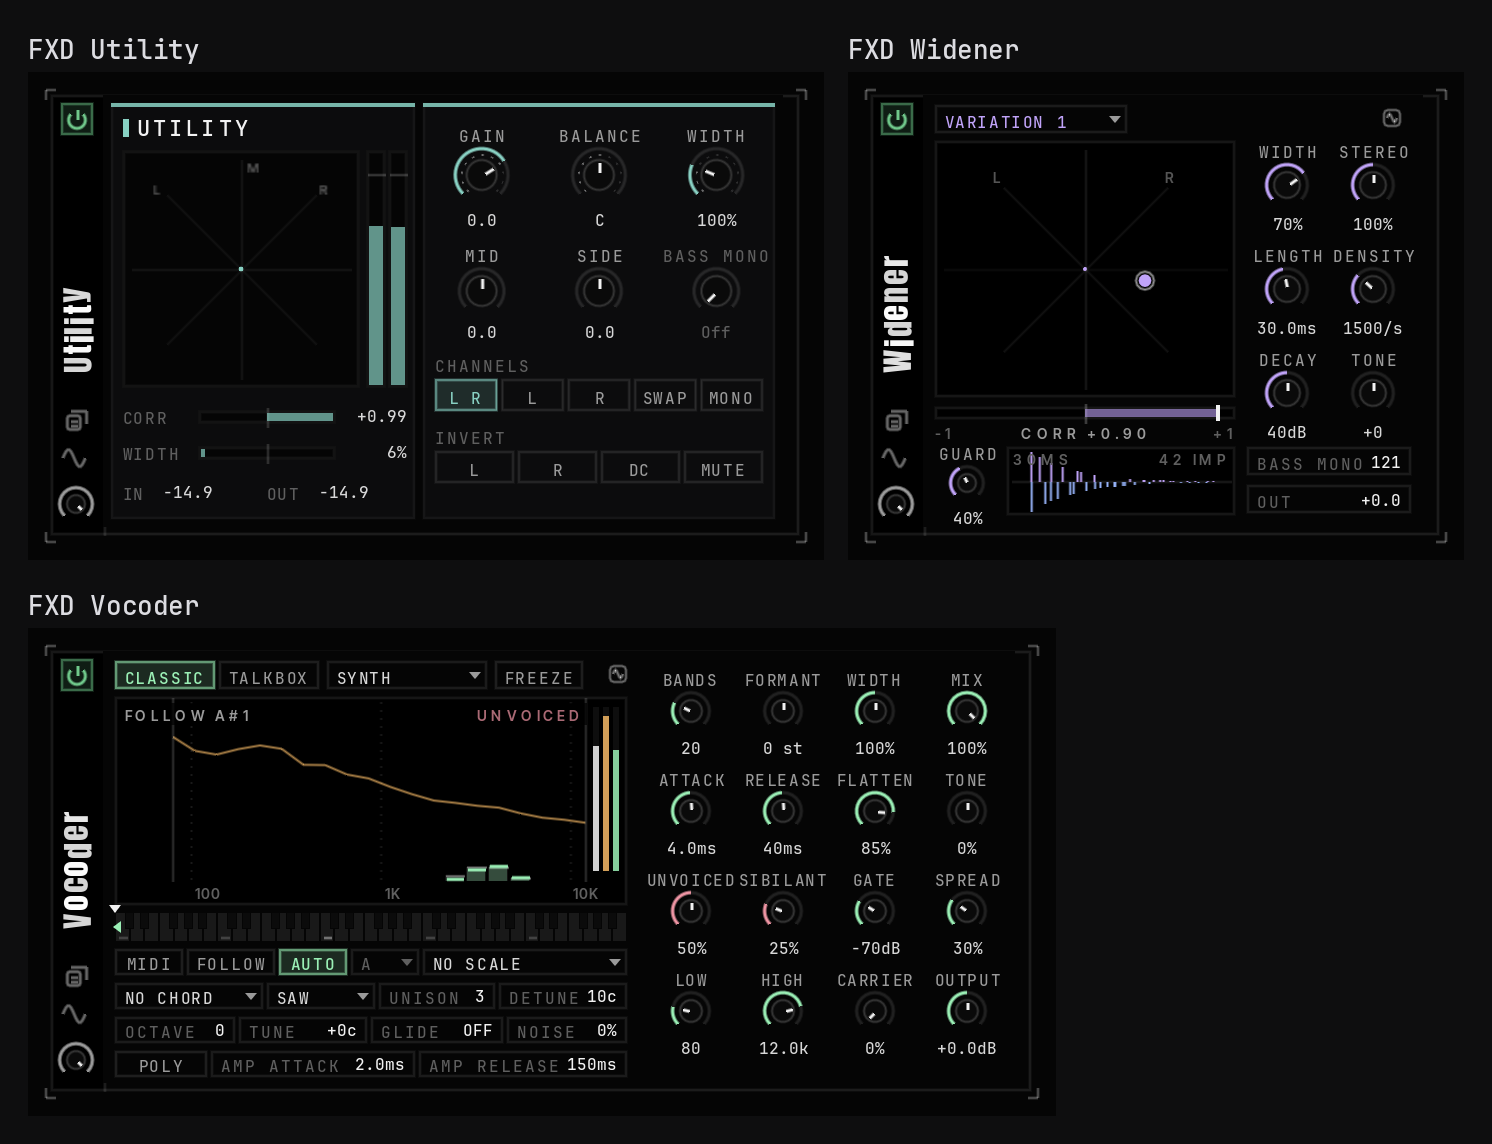 FXD Utility
UTILITY
M
L R
CORR +0.99
WIDTH 6%
IN -14.9 OUT -14.9
GAIN BALANCE WIDTH
0.0 C 100%
MID SIDE BASS MONO
0.0 0.0 Off
CHANNELS
L R L R SWAP MONO
INVERT
L R DC MUTE
Utility
FXD Widener
VARIATION 1
L R
WIDTH STEREO
70% 100%
LENGTH DENSITY
30.0ms 1500/s
DECAY TONE
40dB +0
-1 CORR +0.90 +1
GUARD 30MS 42 IMP
40%
BASS MONO 121
OUT +0.0
Widener
FXD Vocoder
CLASSIC TALKBOX SYNTH FREEZE
FOLLOW A#1 UNVOICED
100 1K 10K
MIDI FOLLOW AUTO A NO SCALE
NO CHORD SAW UNISON 3 DETUNE 10c
OCTAVE 0 TUNE +0c GLIDE OFF NOISE 0%
POLY AMP ATTACK 2.0ms AMP RELEASE 150ms
BANDS FORMANT WIDTH MIX
20 0 st 100% 100%
ATTACK RELEASE FLATTEN TONE
4.0ms 40ms 85% 0%
UNVOICED SIBILANT GATE SPREAD
50% 25% -70dB 30%
LOW HIGH CARRIER OUTPUT
80 12.0k 0% +0.0dB
Vocoder